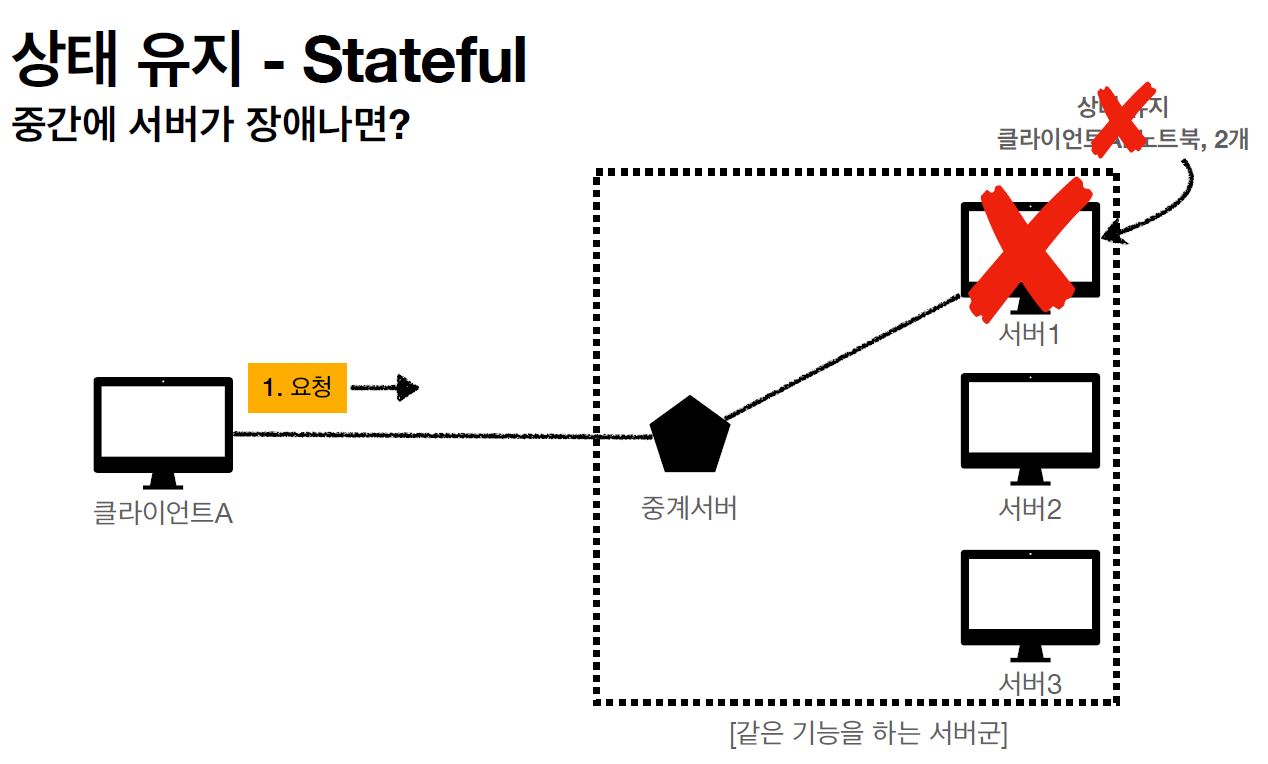 상태 유지 - Stateful
중간에 서버가 장애나면?
유지
클라이언트 노트북, 2개
서버1
1. 요청
클라이언트A
중계서버
서버2
서버3
[같은 기능을 하는 서버군]